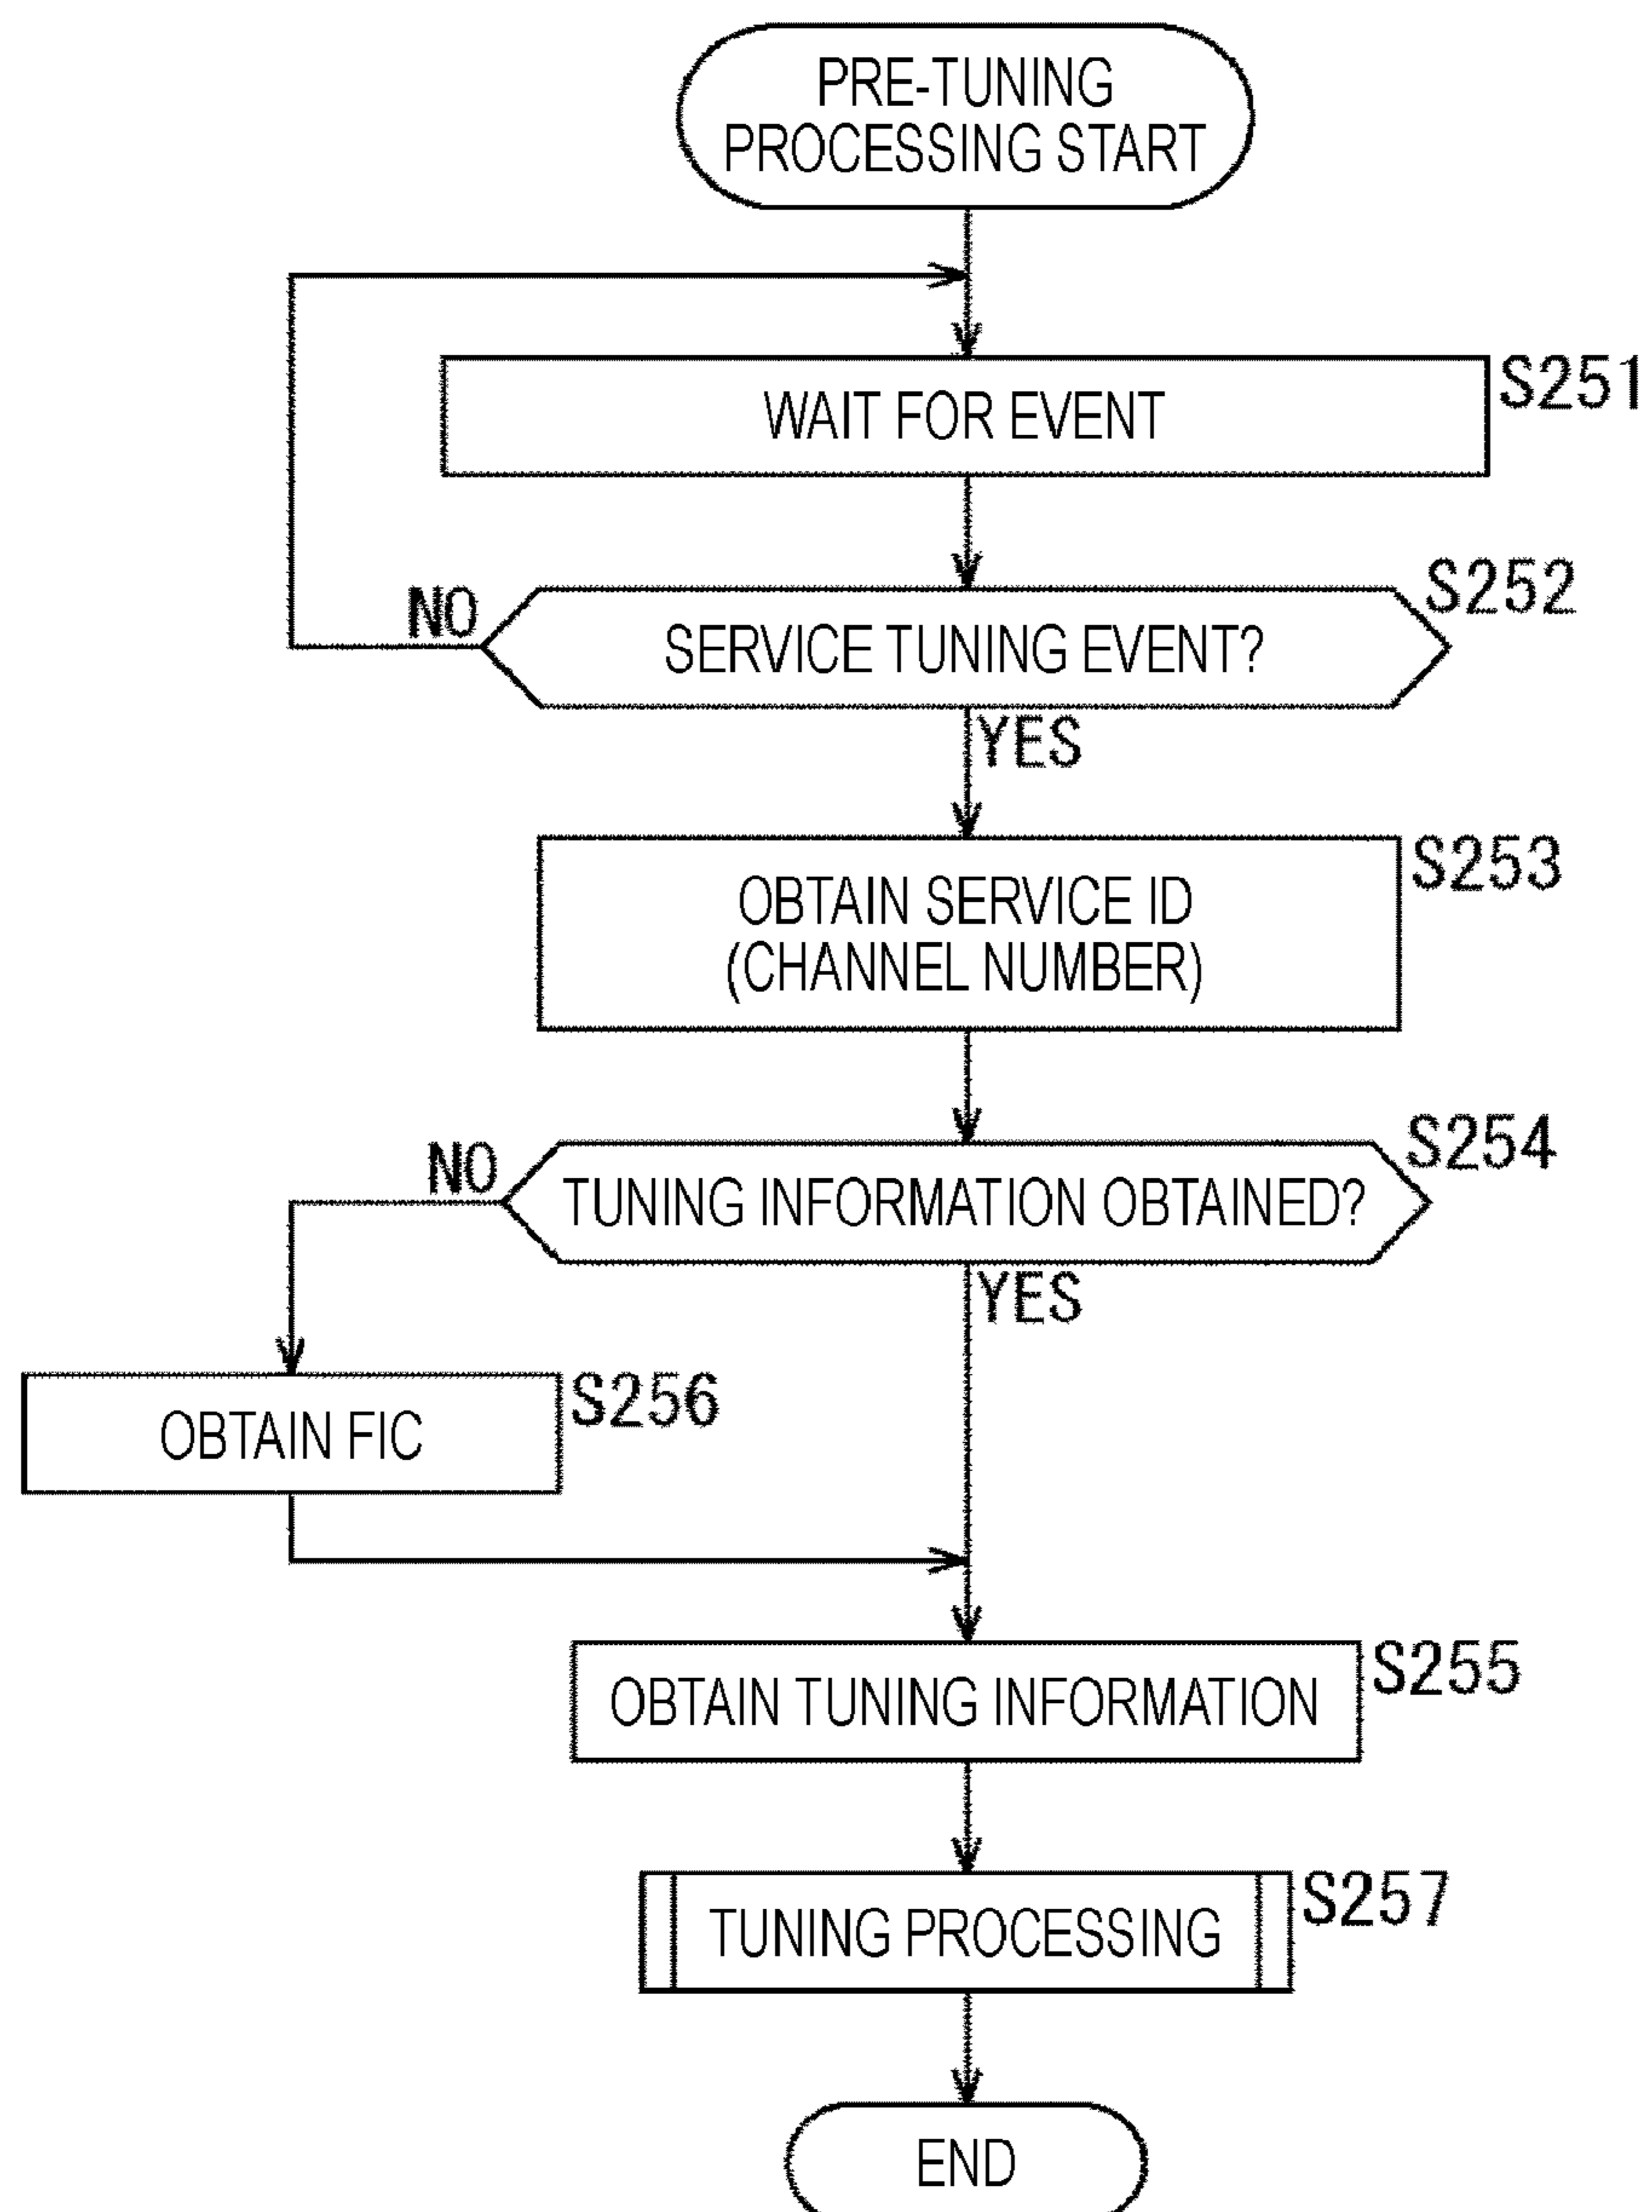 PRE-TUNING
PROCESSING START
WAIT FOR EVENT
S251
NO
SERVICE TUNING EVENT?
S252
YES
OBTAIN SERVICE ID
(CHANNEL NUMBER)
S253
NO
TUNING INFORMATION OBTAINED?
S254
YES
OBTAIN FIC
S256
OBTAIN TUNING INFORMATION
S255
TUNING PROCESSING
S257
END